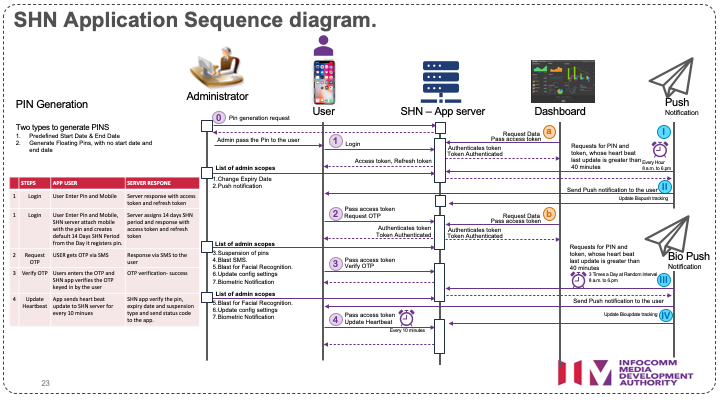 SHN Application Sequence diagram.
Administrator
User
SHN – App server
Dashboard
Push
Notification
PIN Generation
Two types to generate PINS
1. Predefined Start Date & End Date
2. Generate Floating Pins, with no start date and
end date
0 Pin generation request
Admin pass the Pin to the user
1 Login
Access token, Refresh token
a
Request Data
Pass access token
Authenticates token
Token Authenticated
I
Requests for PIN and
token, whose heart beat
last update is greater than
40 minutes
Every Hour
8 a.m. to 6.pm
List of admin scopes
1.Change Expiry Date
2.Push notification
II
Send Push notification to the user
Update Biopush tracking
STEPS APP USER SERVER RESPONE
1 Login User Enter Pin and Mobile Server response with access
token and refresh token
1 Login User Enter Pin and Mobile,
SHN server attach mobile
with the pin and creates
default 14 Days SHN Period
from the Day it registers pin.
Server assigns 14 days SHN
period and response with
access token and refresh
token
2 Request
OTP
USER gets OTP via SMS Response via SMS to the
user
3 Verify OTP Users enters the OTP and
SHN app verifies the OTP
keyed in by the user
OTP verification- success
4 Update
Heartbeat
App sends heart beat
update to SHN server for
every 10 minutes
SHN app verify the pin,
expiry date and suspension
type and send status code
to the app.
2 Pass access token
Request OTP
Authenticates token
Token Authenticated
b
Request Data
Pass access token
Authenticates token
Token Authenticated
List of admin scopes
3.Suspension of pins
4.Blast SMS.
5.Blast for Facial Recognition.
6.Update config settings
7.Biometric Notification
3 Pass access token
Verify OTP
Requests for PIN and
token, whose heart beat
last update is greater than
40 minutes
Bio Push
Notification
3 Times a Day at Random Interval
8 a.m. to 6.pm
III
List of admin scopes
5.Blast for Facial Recognition.
6.Update config settings
7.Biometric Notification
Send Push notification to the user
IV
Update Bioupdate tracking
4 Pass access token
Update Heartbeat
Every 10 minutes
INFOCOMM
MEDIA
DEVELOPMENT
AUTHORITY
23